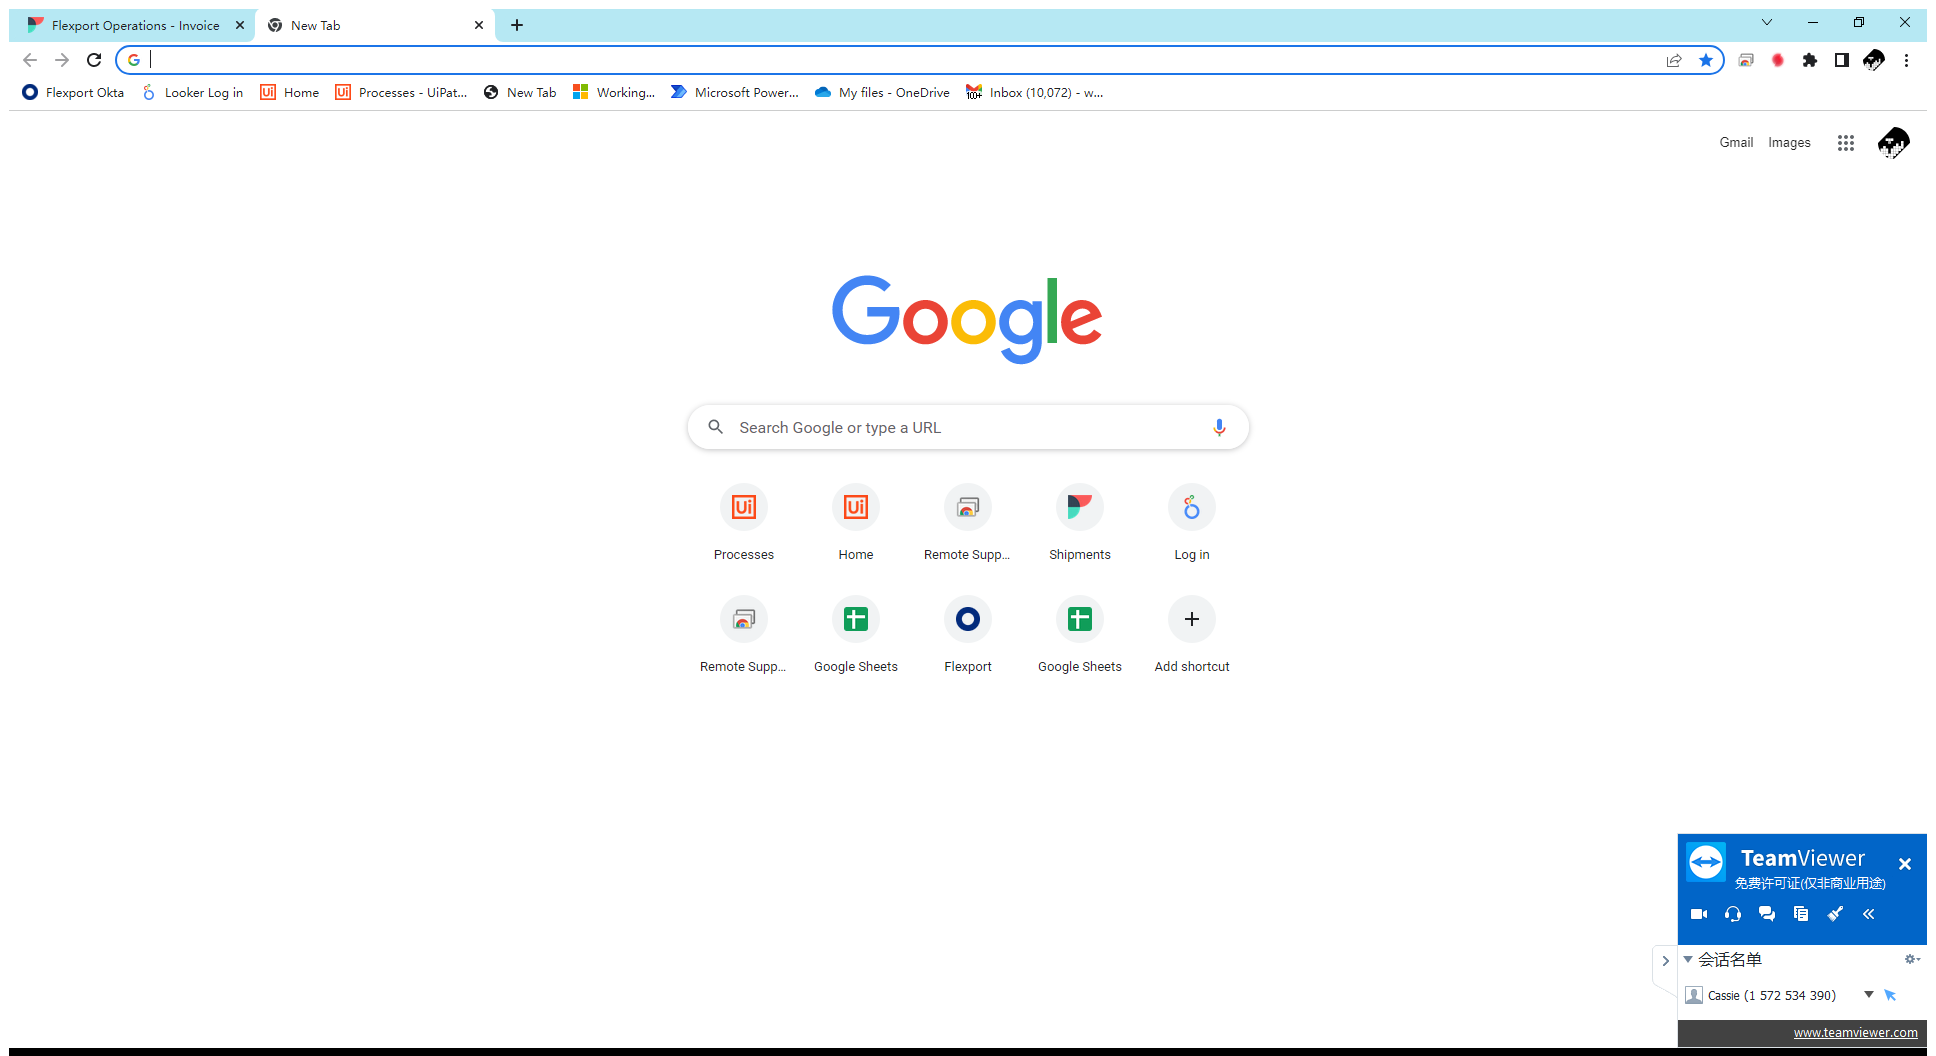 Flexport Operations - Invoice
New Tab
Flexport Okta
Looker Log in
Home
Processes - UiPat...
New Tab
Working...
Microsoft Power...
My files - OneDrive
100+
Inbox (10,072) - w...
Gmail
Images
Google
Search Google or type a URL
Ui
Processes
Ui
Home
Remote Supp...
Shipments
Log in
Remote Supp...
Google Sheets
Flexport
Google Sheets
Add shortcut
TeamViewer
免费许可证(仅非商业用途)
会话名单
Cassie (1 572 534 390)
www.teamviewer.com